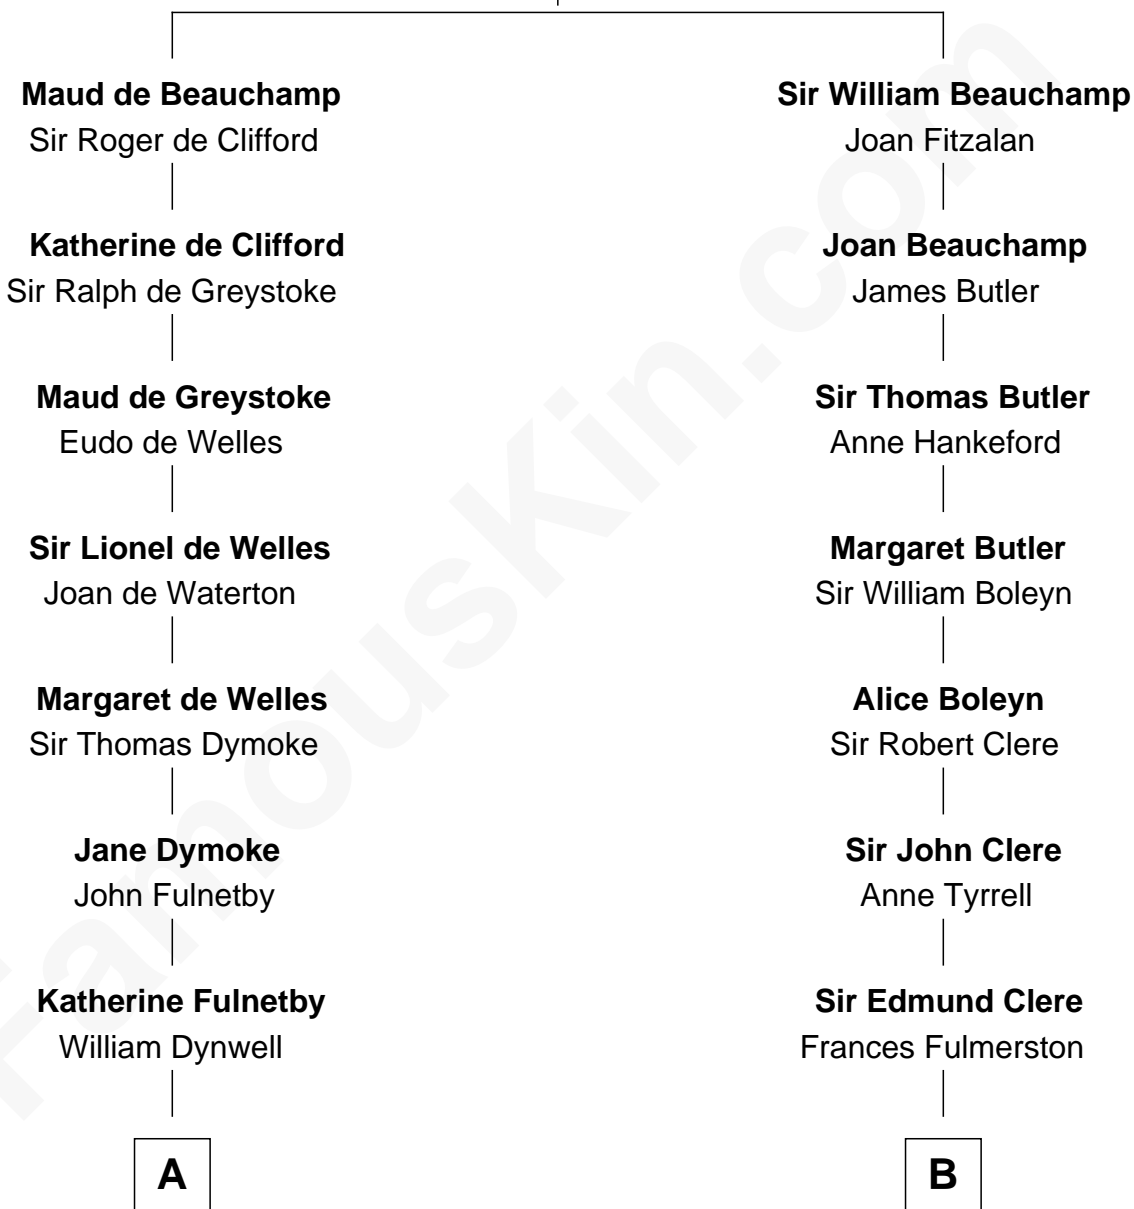 Maud de Beauchamp
Sir Roger de Clifford
Katherine de Clifford
Sir Ralph de Greystoke
Maud de Greystoke
Eudo de Welles
Sir Lionel de Welles
Joan de Waterton
Margaret de Welles
Sir Thomas Dymoke
Jane Dymoke
John Fulnetby
Katherine Fulnetby
William Dynwell
A
Sir William Beauchamp
Joan Fitzalan
Joan Beauchamp
James Butler
Sir Thomas Butler
Anne Hankeford
Margaret Butler
Sir William Boleyn
Alice Boleyn
Sir Robert Clere
Sir John Clere
Anne Tyrrell
Sir Edmund Clere
Frances Fulmerston
B
FamousKin.com